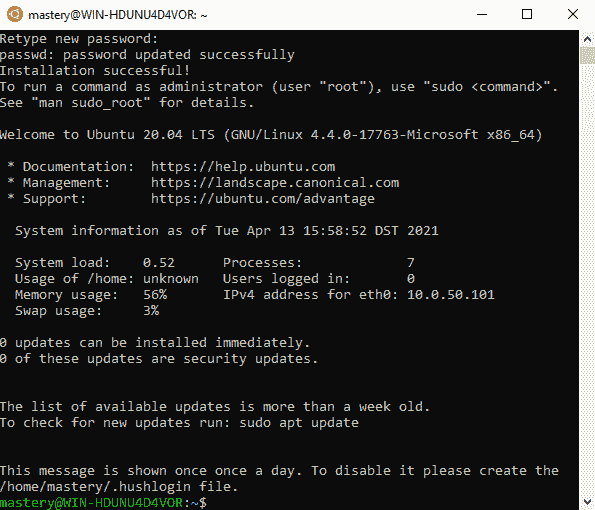 mastery@WIN-HDUNU4D4VOR: ~
Retype new password:
passwd: password updated successfully
Installation successful!
To run a command as administrator (user "root"), use "sudo <command>".
See "man sudo_root" for details.
Welcome to Ubuntu 20.04 LTS (GNU/Linux 4.4.0-17763-Microsoft x86_64)
* Documentation:  https://help.ubuntu.com
* Management:     https://landscape.canonical.com
* Support:        https://ubuntu.com/advantage
System information as of Tue Apr 13 15:58:52 DST 2021
System load:    0.52      Processes:             7
Usage of /home: unknown   Users logged in:       0
Memory usage:   56%       IPv4 address for eth0: 10.0.50.101
Swap usage:     3%
0 updates can be installed immediately.
0 of these updates are security updates.
The list of available updates is more than a week old.
To check for new updates run: sudo apt update
This message is shown once once a day. To disable it please create the
/home/mastery/.hushlogin file.
mastery@WIN-HDUNU4D4VOR:~$